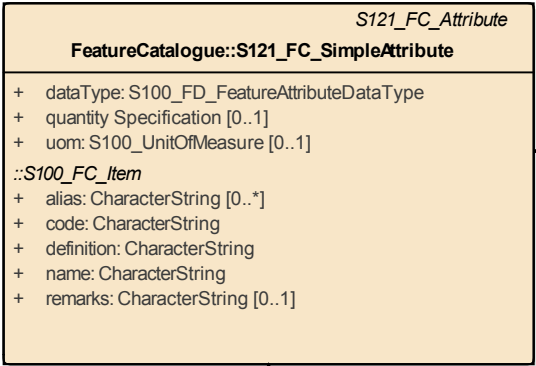 S121_FC_Attribute
FeatureCatalogue::S121_FC_SimpleAttribute
+ dataType: S100_FD_FeatureAttributeDataType
+ quantity Specification [0..1]
+ uom: S100_UnitOfMeasure [0..1]
::S100_FC_Item
+ alias: CharacterString [0..*]
+ code: CharacterString
+ definition: CharacterString
+ name: CharacterString
+ remarks: CharacterString [0..1]